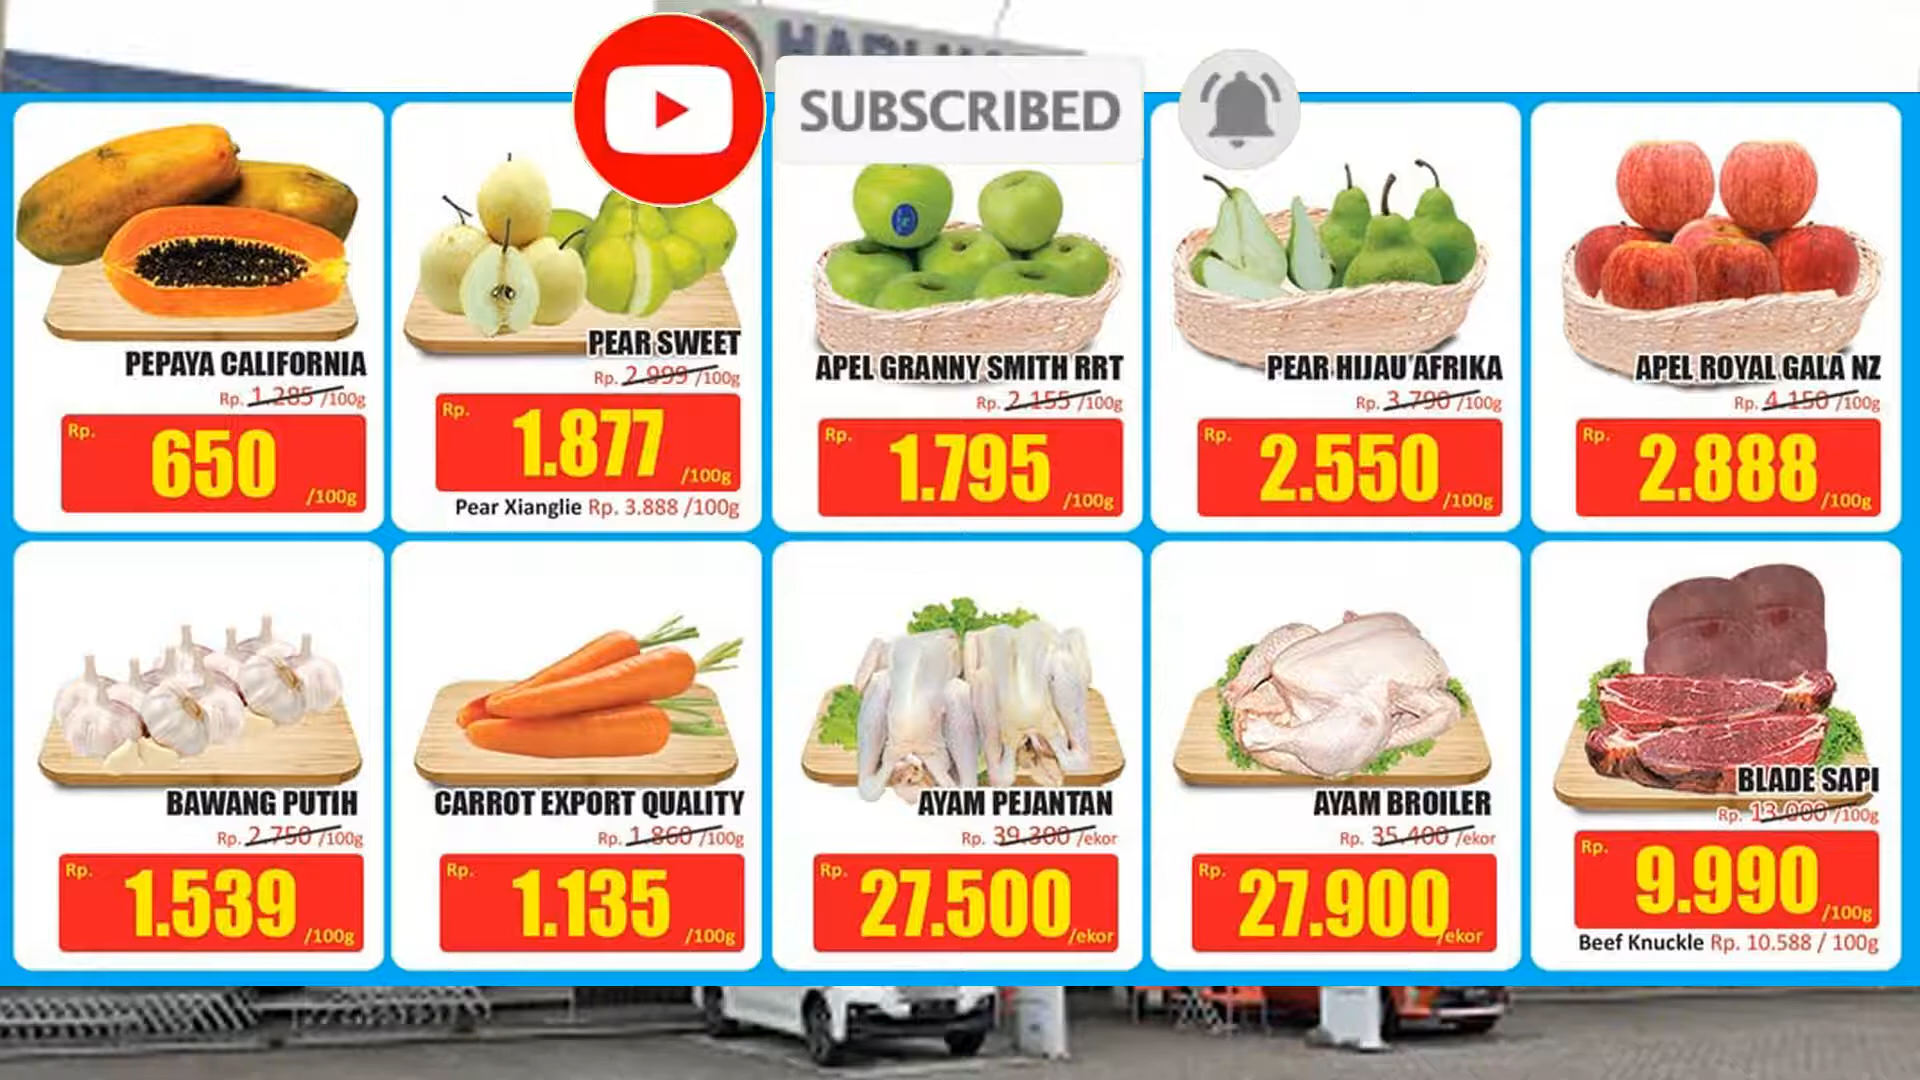 SUBSCRIBED
PEPAYA CALIFORNIA
Rp. 1.285 /100g
Rp. 650 /100g
PEAR SWEET
Rp. 2.999 /100g
Rp. 1.877 /100g
Pear Xianglie Rp. 3.888 /100g
APEL GRANNY SMITH RRT
Rp. 2.155 /100g
Rp. 1.795 /100g
PEAR HIJAU AFRIKA
Rp. 3.790 /100g
Rp. 2.550 /100g
APEL ROYAL GALA NZ
Rp. 4.150 /100g
Rp. 2.888 /100g
BAWANG PUTIH
Rp. 2.750 /100g
Rp. 1.539 /100g
CARROT EXPORT QUALITY
Rp. 1.860 /100g
Rp. 1.135 /100g
AYAM PEJANTAN
Rp. 39.300 /ekor
Rp. 27.500 /ekor
AYAM BROILER
Rp. 35.400 /ekor
Rp. 27.900 /ekor
BLADE SAPI
Rp. 13.000 /100g
Rp. 9.990 /100g
Beef Knuckle Rp. 10.588 / 100g